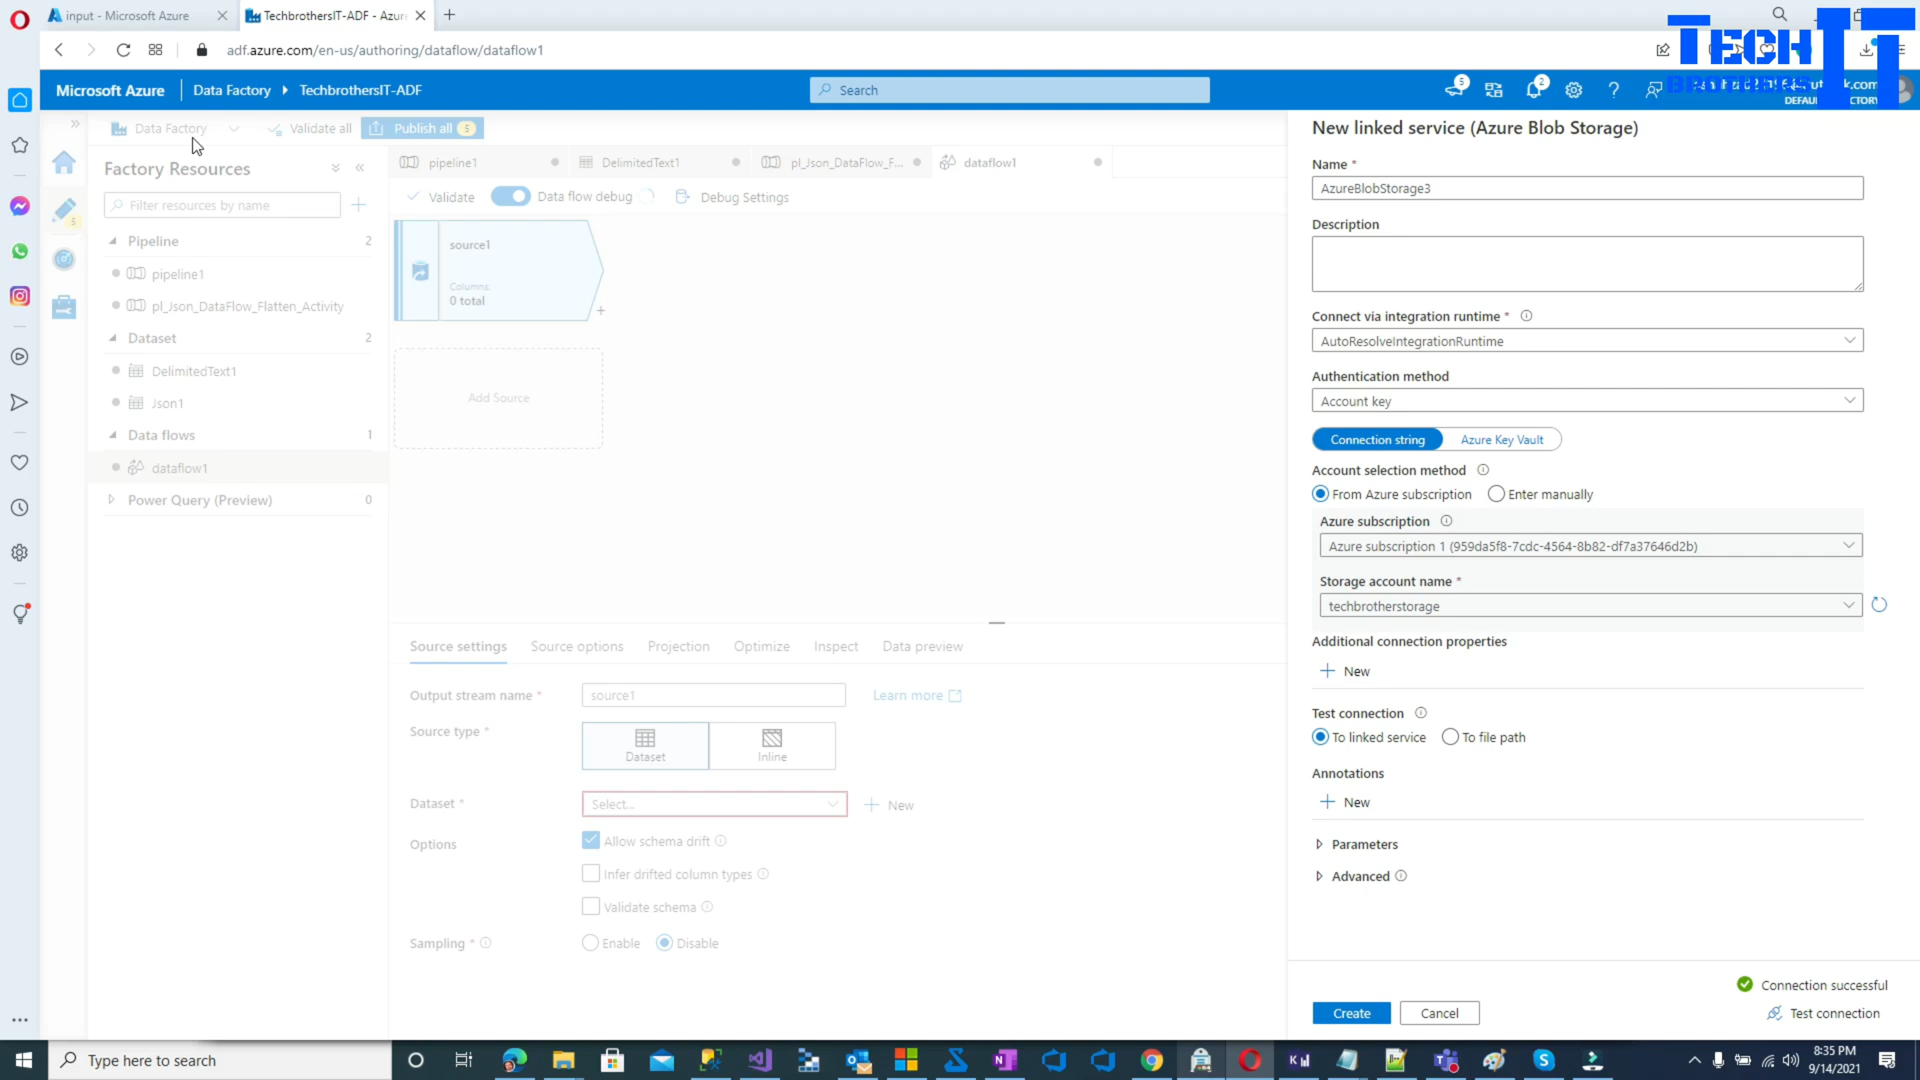 input - Microsoft Azure
TechbrothersIT-ADF - Azur
adf.azure.com/en-us/authoring/dataflow/dataflow1
TECH IT
BROTHERS
Microsoft Azure
Data Factory
TechbrothersIT-ADF
Search
5
2
Data Factory
Validate all
Publish all 5
Factory Resources
Filter resources by name
5
Pipeline 2
pipeline1
pl_Json_DataFlow_Flatten_Activity
Dataset 2
DelimitedText1
Json1
Data flows 1
dataflow1
Power Query (Preview) 0
pipeline1
DelimitedText1
pl_Json_DataFlow_F...
dataflow1
Validate
Data flow debug
Debug Settings
source1
Columns:
0 total
Add Source
Source settings
Source options
Projection
Optimize
Inspect
Data preview
Output stream name *
source1
Learn more
Source type *
Dataset
Inline
Dataset *
Select...
New
Options
Allow schema drift
Infer drifted column types
Validate schema
Sampling *
Enable
Disable
New linked service (Azure Blob Storage)
Name *
AzureBlobStorage3
Description
Connect via integration runtime *
AutoResolveIntegrationRuntime
Authentication method
Account key
Connection string
Azure Key Vault
Account selection method
From Azure subscription
Enter manually
Azure subscription
Azure subscription 1 (959da5f8-7cdc-4564-8b82-df7a37646d2b)
Storage account name *
techbrotherstorage
Additional connection properties
New
Test connection
To linked service
To file path
Annotations
New
Parameters
Advanced
Connection successful
Create
Cancel
Test connection
Type here to search
8:35 PM
9/14/2021